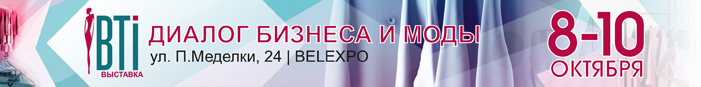 BTI
ВЫСТАВКА
ДИАЛОГ БИЗНЕСА И МОДЫ
ул. П.Меделки, 24 | BELEXPO
8-10
ОКТЯБРЯ